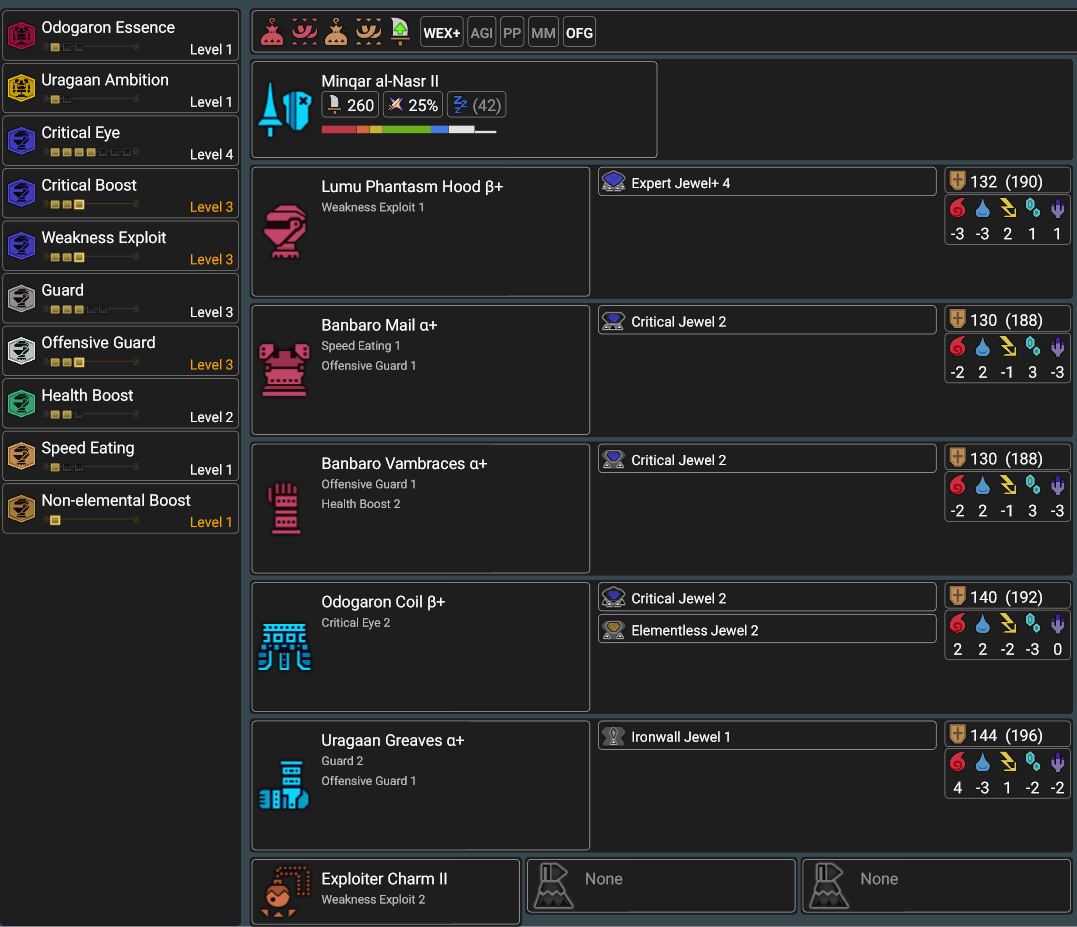 Odogaron Essence
Level 1
Uragaan Ambition
Level 1
Critical Eye
Level 4
Critical Boost
Level 3
Weakness Exploit
Level 3
Guard
Level 3
Offensive Guard
Level 3
Health Boost
Level 2
Speed Eating
Level 1
Non-elemental Boost
Level 1
WEX+ AGI PP MM OFG
Minqar al-Nasr II
260 25% (42)
Lumu Phantasm Hood β+
Weakness Exploit 1
Expert Jewel+ 4
132 (190)
-3 -3 2 1 1
Banbaro Mail α+
Speed Eating 1
Offensive Guard 1
Critical Jewel 2
130 (188)
-2 2 -1 3 -3
Banbaro Vambraces α+
Offensive Guard 1
Health Boost 2
Critical Jewel 2
130 (188)
-2 2 -1 3 -3
Odogaron Coil β+
Critical Eye 2
Critical Jewel 2
Elementless Jewel 2
140 (192)
2 2 -2 -3 0
Uragaan Greaves α+
Guard 2
Offensive Guard 1
Ironwall Jewel 1
144 (196)
4 -3 1 -2 -2
Exploiter Charm II
Weakness Exploit 2
None
None